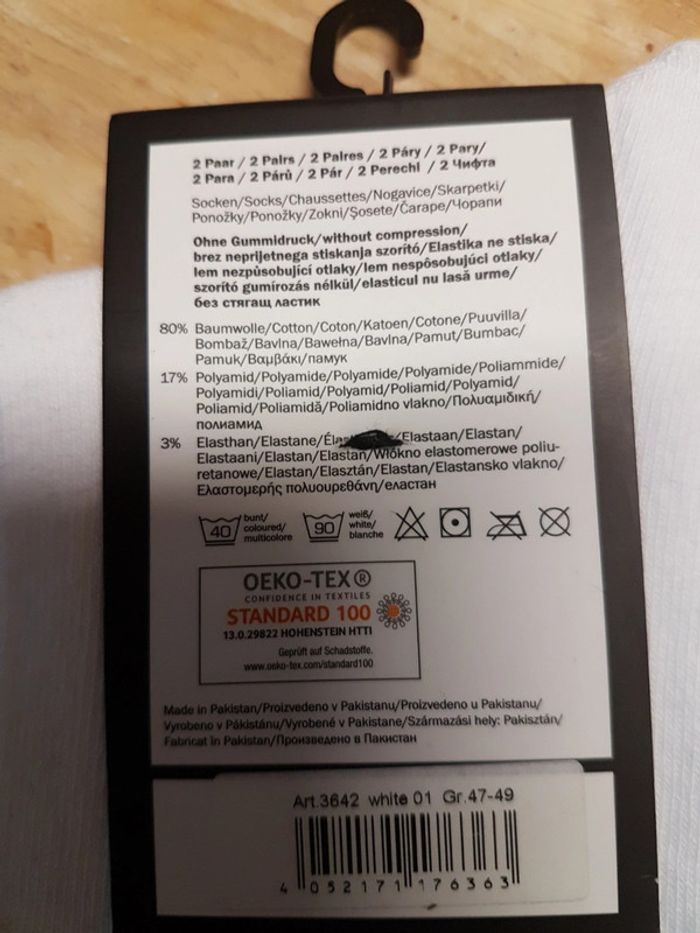 2 Paar / 2 Pairs / 2 Paires / 2 Páry / 2 Pary/
2 Para / 2 Párů / 2 Pár / 2 Perechi / 2 Чифта
Socken/Socks/Chaussettes/Nogavice/Skarpetki/
Ponožky/Ponožky/Zokni/Șosete/Čarape/Чорапи
Ohne Gummidruck/without compression/
brez neprijetnega stiskanja szorító/Elastika ne stiska/
lem nezpůsobující otlaky/lem nespôsobujúci otlaky/
szorító gumírozás nélkül/elasticul nu lasă urme/
без стягащ ластик
80% Baumwolle/Cotton/Coton/Katoen/Cotone/Puuvilla/
Bombaž/Bavlna/Bawełna/Bavlna/Pamut/Bumbac/
Pamuk/Βαμβάκι/памук
17% Polyamid/Polyamide/Polyamide/Polyamide/Poliammide/
Polyamidi/Poliamid/Polyamid/Poliamid/Polyamid/
Poliamid/Poliamidă/Poliamidno vlakno/Πολυαμιδική/
полиамид
3% Elasthan/Elastane/ /Elastaan/Elastan/
Elastaani/Elastan/Elastan/Włókno elastomerowe poliu-
retanowe/Elastan/Elasztán/Elastan/Elastansko vlakno/
Ελαστομερής πολυουρεθάνη/еластан
40 bunt/
coloured/
multicolore
90 weiß/
white/
blanche
OEKO-TEX®
CONFIDENCE IN TEXTILES
STANDARD 100
13.0.29822 HOHENSTEIN HTTI
Geprüft auf Schadstoffe.
www.oeko-tex.com/standard100
Made in Pakistan/Proizvedeno v Pakistanu/Proizvedeno u Pakistanu/
Vyrobeno v Pákistánu/Vyrobené v Pakistane/Származási hely: Pakisztán/
Fabricat în Pakistan/Произведено в Пакистан
Art.3642 white 01 Gr.47-49
4 052171 176363